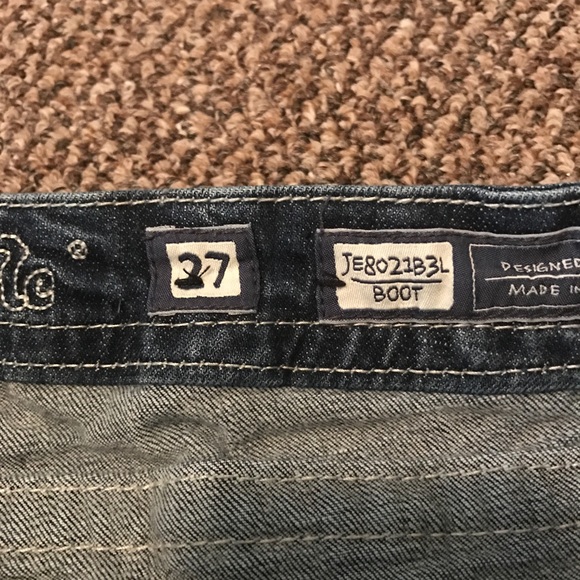 27
JE8021B3L
BOOT
DESIGNED
MADE IN